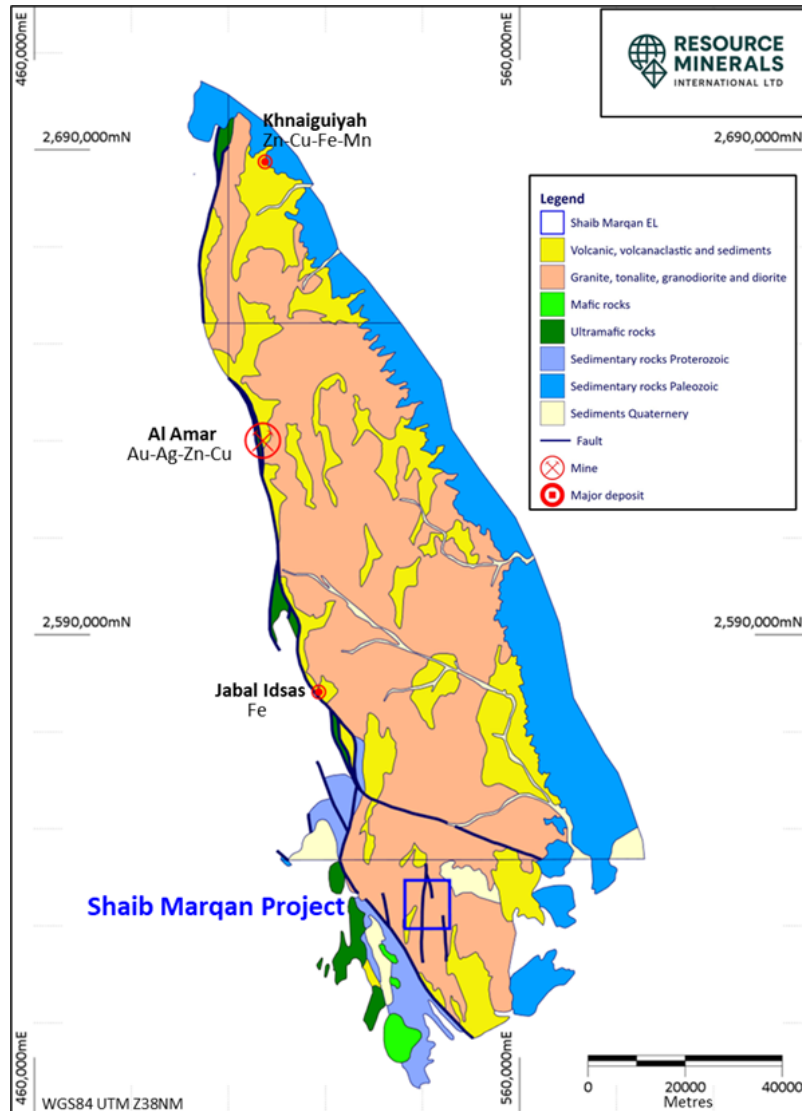 460,000mE
560,000mE
RESOURCE
MINERALS
INTERNATIONAL LTD
2,690,000mN
2,690,000mN
Khnaiguiyah
Zn-Cu-Fe-Mn
Legend
Shaib Marqan EL
Volcanic, volcanaclastic and sediments
Granite, tonalite, granodiorite and diorite
Mafic rocks
Ultramafic rocks
Sedimentary rocks Proterozoic
Sedimentary rocks Paleozoic
Sediments Quaternery
Fault
Mine
Major deposit
Al Amar
Au-Ag-Zn-Cu
2,590,000mN
2,590,000mN
Jabal Idsas
Fe
Shaib Marqan Project
460,000mE
560,000mE
0 20000 40000
Metres
WGS84 UTM Z38NM